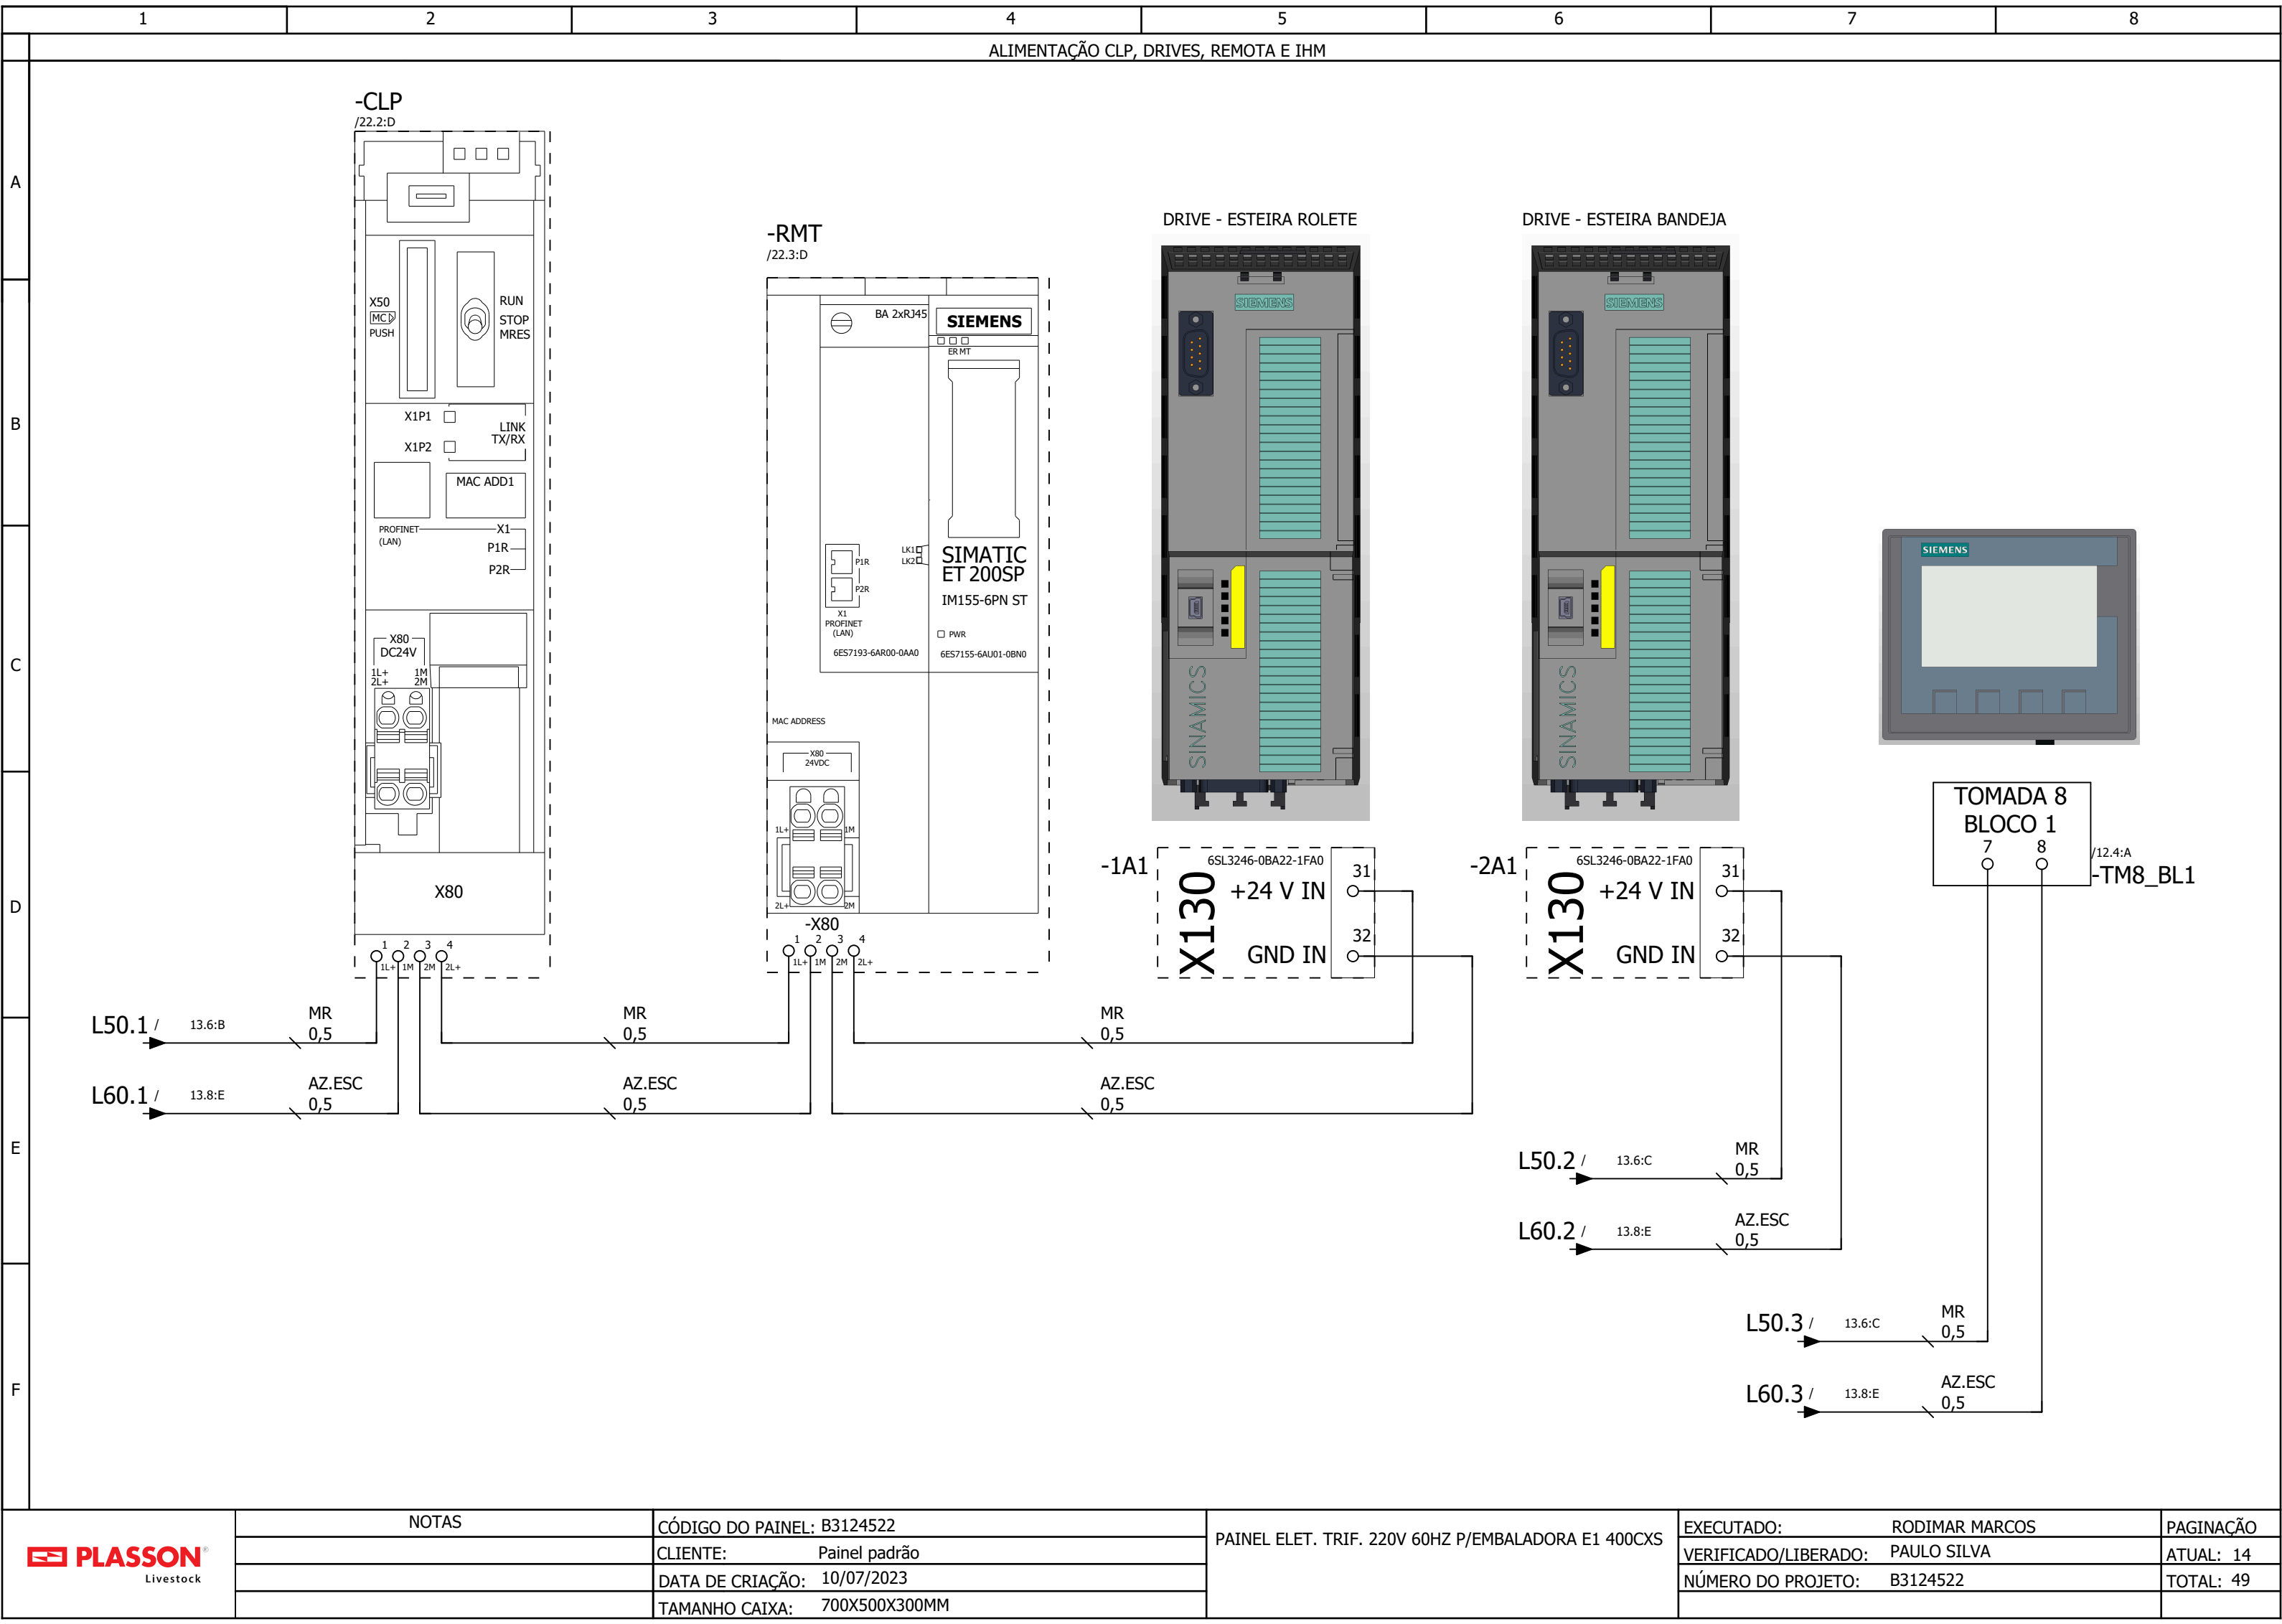 1 2 3 4 5 6 7 8
ALIMENTAÇÃO CLP, DRIVES, REMOTA E IHM
A
B
C
D
E
F
-CLP
/22.2:D
X50
MC
PUSH
RUN
STOP
MRES
X1P1
X1P2
LINK
TX/RX
MAC ADD1
PROFINET
(LAN)
X1
P1R
P2R
X80
DC24V
1L+ 1M
2L+ 2M
X80
1 2 3 4
1L+ 1M 2M 2L+
-RMT
/22.3:D
BA 2xRJ45
SIEMENS
ER MT
LK1
LK2
P1R
P2R
X1
PROFINET
(LAN)
SIMATIC
ET 200SP
IM155-6PN ST
PWR
6ES7193-6AR00-0AA0
6ES7155-6AU01-0BN0
MAC ADDRESS
X80
24VDC
1L+ 1M
2L+ 2M
-X80
1 2 3 4
1L+ 1M 2M 2L+
DRIVE - ESTEIRA ROLETE
SIEMENS
SINAMICS
-1A1
6SL3246-0BA22-1FA0
X130
+24 V IN
31
GND IN
32
DRIVE - ESTEIRA BANDEJA
SIEMENS
SINAMICS
-2A1
6SL3246-0BA22-1FA0
X130
+24 V IN
31
GND IN
32
SIEMENS
TOMADA 8
BLOCO 1
7 8
/12.4:A
-TM8_BL1
L50.1 / 13.6:B
MR
0,5
MR
0,5
MR
0,5
L60.1 / 13.8:E
AZ.ESC
0,5
AZ.ESC
0,5
AZ.ESC
0,5
L50.2 / 13.6:C
MR
0,5
L60.2 / 13.8:E
AZ.ESC
0,5
L50.3 / 13.6:C
MR
0,5
L60.3 / 13.8:E
AZ.ESC
0,5
PLASSON®
Livestock
NOTAS
CÓDIGO DO PAINEL: B3124522
CLIENTE: Painel padrão
DATA DE CRIAÇÃO: 10/07/2023
TAMANHO CAIXA: 700X500X300MM
PAINEL ELET. TRIF. 220V 60HZ P/EMBALADORA E1 400CXS
EXECUTADO: RODIMAR MARCOS
VERIFICADO/LIBERADO: PAULO SILVA
NÚMERO DO PROJETO: B3124522
PAGINAÇÃO
ATUAL: 14
TOTAL: 49